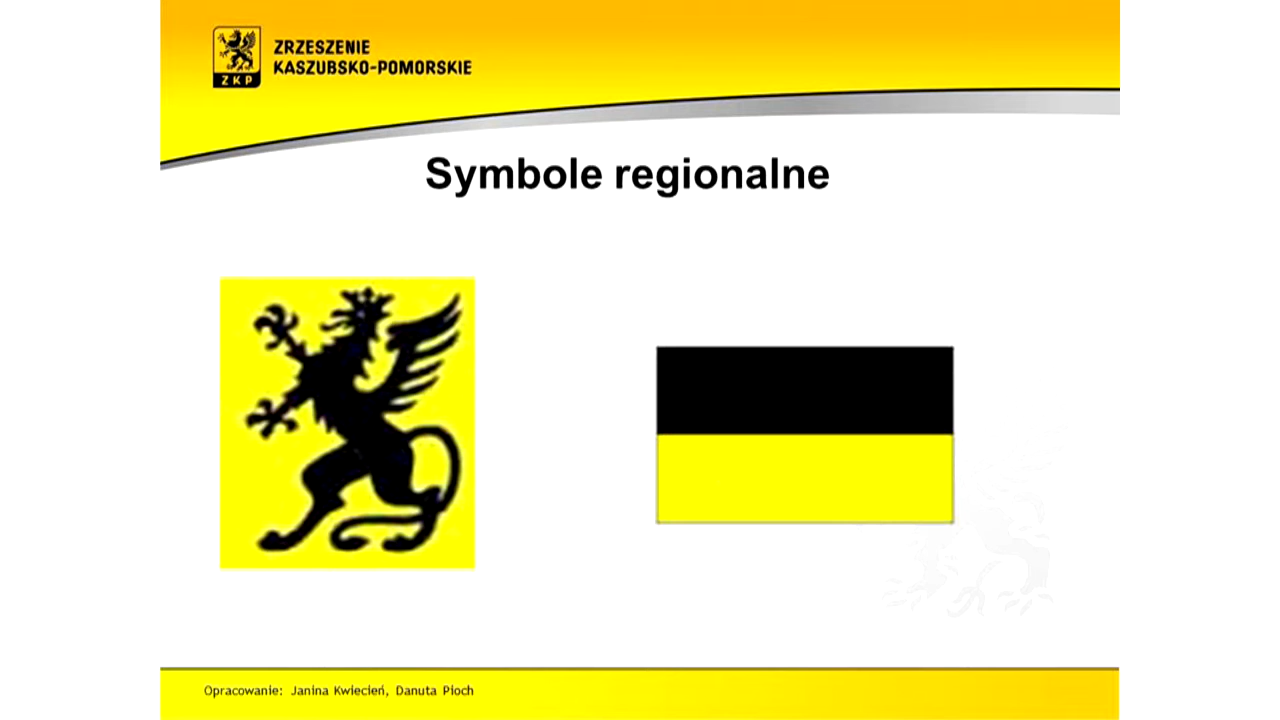 ZRZESZENIE
KASZUBSKO-POMORSKIE
ZKP
Symbole regionalne
Opracowanie: Janina Kwiecień, Danuta Pioch